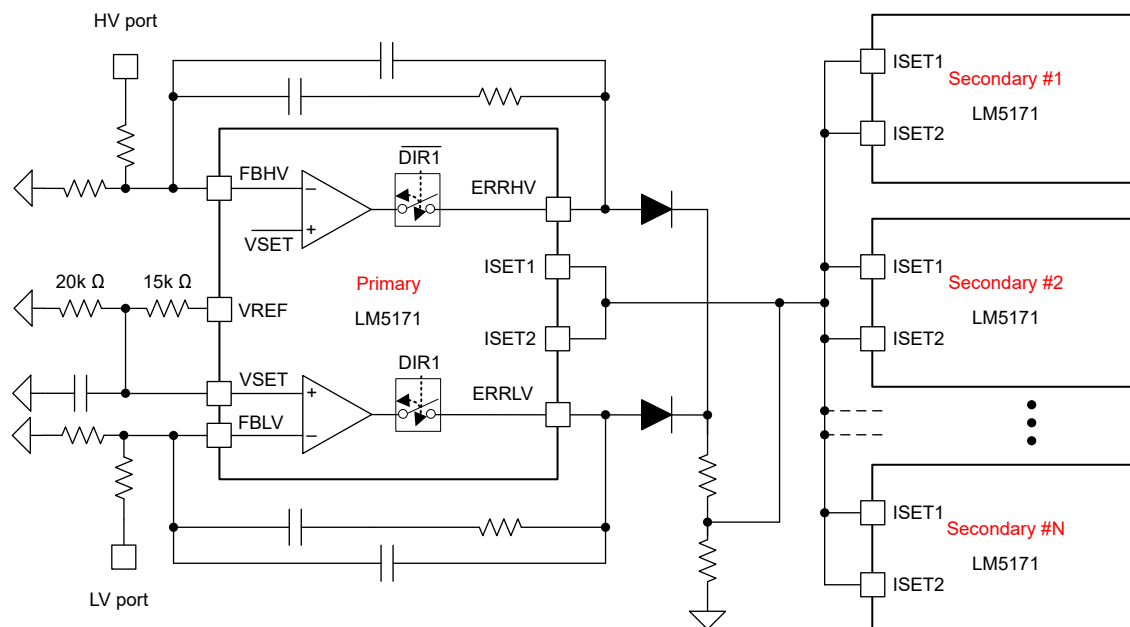 HV port
FBHV
DIR1
ERRHV
VSET
20k Ω
15k Ω
VREF
Primary
LM5171
ISET1
ISET2
VSET
DIR1
ERRLV
FBLV
LV port
ISET1
Secondary #1
LM5171
ISET2
ISET1
Secondary #2
LM5171
ISET2
ISET1
Secondary #N
LM5171
ISET2